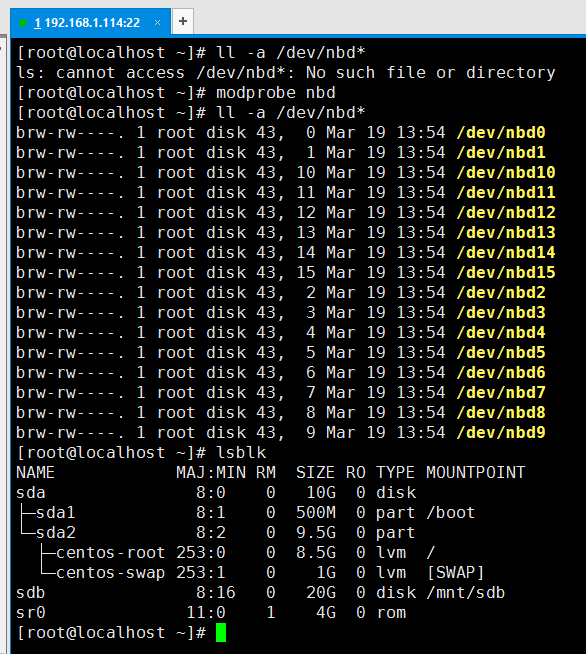 1 192.168.1.114:22 × +
[root@localhost ~]# ll -a /dev/nbd*
ls: cannot access /dev/nbd*: No such file or directory
[root@localhost ~]# modprobe nbd
[root@localhost ~]# ll -a /dev/nbd*
brw-rw----. 1 root disk 43,  0 Mar 19 13:54 /dev/nbd0
brw-rw----. 1 root disk 43,  1 Mar 19 13:54 /dev/nbd1
brw-rw----. 1 root disk 43, 10 Mar 19 13:54 /dev/nbd10
brw-rw----. 1 root disk 43, 11 Mar 19 13:54 /dev/nbd11
brw-rw----. 1 root disk 43, 12 Mar 19 13:54 /dev/nbd12
brw-rw----. 1 root disk 43, 13 Mar 19 13:54 /dev/nbd13
brw-rw----. 1 root disk 43, 14 Mar 19 13:54 /dev/nbd14
brw-rw----. 1 root disk 43, 15 Mar 19 13:54 /dev/nbd15
brw-rw----. 1 root disk 43,  2 Mar 19 13:54 /dev/nbd2
brw-rw----. 1 root disk 43,  3 Mar 19 13:54 /dev/nbd3
brw-rw----. 1 root disk 43,  4 Mar 19 13:54 /dev/nbd4
brw-rw----. 1 root disk 43,  5 Mar 19 13:54 /dev/nbd5
brw-rw----. 1 root disk 43,  6 Mar 19 13:54 /dev/nbd6
brw-rw----. 1 root disk 43,  7 Mar 19 13:54 /dev/nbd7
brw-rw----. 1 root disk 43,  8 Mar 19 13:54 /dev/nbd8
brw-rw----. 1 root disk 43,  9 Mar 19 13:54 /dev/nbd9
[root@localhost ~]# lsblk
NAME            MAJ:MIN RM  SIZE RO TYPE MOUNTPOINT
sda               8:0    0   10G  0 disk
├─sda1            8:1    0  500M  0 part /boot
└─sda2            8:2    0  9.5G  0 part
  ├─centos-root 253:0    0  8.5G  0 lvm  /
  └─centos-swap 253:1    0    1G  0 lvm  [SWAP]
sdb               8:16   0   20G  0 disk /mnt/sdb
sr0              11:0    1    4G  0 rom
[root@localhost ~]#